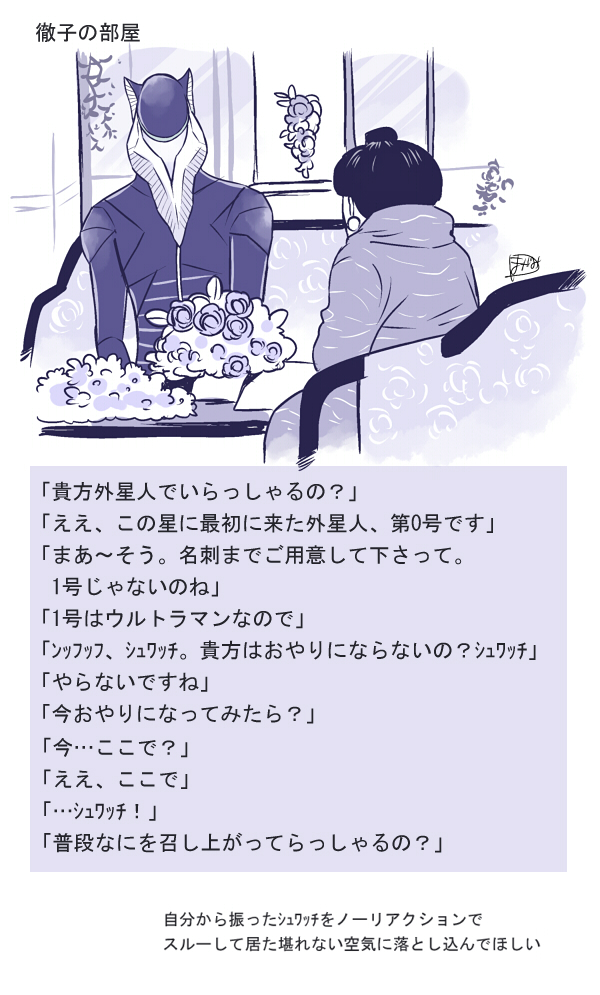 徹子の部屋
「貴方外星人でいらっしゃるの？」
「ええ、この星に最初に来た外星人、第0号です」
「まあ～そう。名刺までご用意して下さって。
1号じゃないのね」
「1号はウルトラマンなので」
「ﾝｯﾌｯﾌ、ｼｭﾜｯﾁ。貴方はおやりにならないの？ｼｭﾜｯﾁ」
「やらないですね」
「今おやりになってみたら？」
「今…ここで？」
「ええ、ここで」
「…ｼｭﾜｯﾁ！」
「普段なにを召し上がってらっしゃるの？」
自分から振ったｼｭﾜｯﾁをノーリアクションで
スルーして居た堪れない空気に落とし込んでほしい